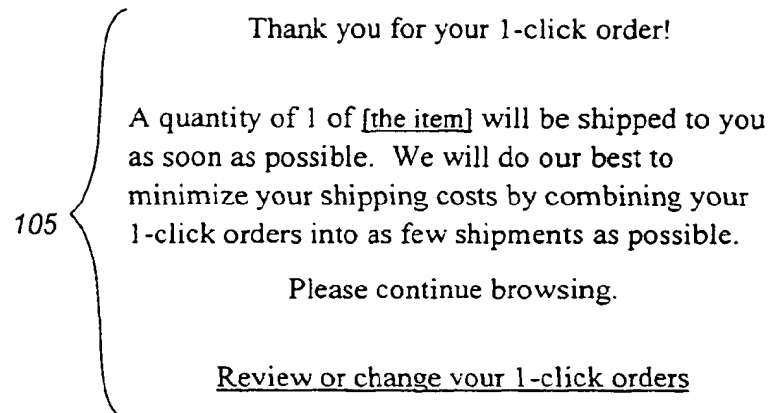 Thank you for your 1-click order!
A quantity of 1 of [the item] will be shipped to you
as soon as possible. We will do our best to
minimize your shipping costs by combining your
105
1-click orders into as few shipments as possible.
Please continue browsing.
Review or change your 1-click orders